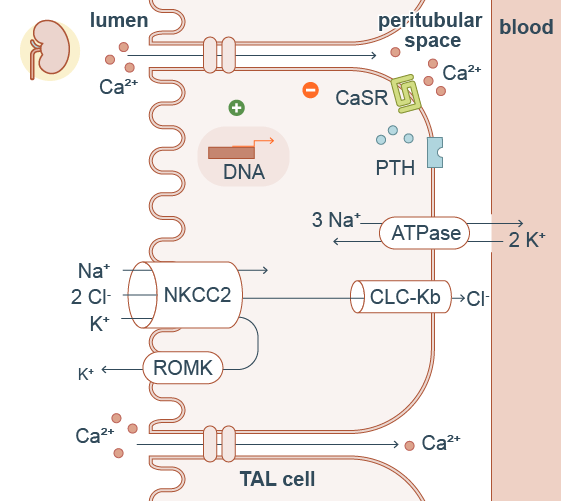 lumen
peritubular
space
blood
Ca²⁺
Ca²⁺
CaSR
DNA
PTH
3 Na⁺
ATPase
2 K⁺
Na⁺
2 Cl⁻
K⁺
NKCC2
CLC-Kb
Cl⁻
K⁺
ROMK
Ca²⁺
Ca²⁺
TAL cell